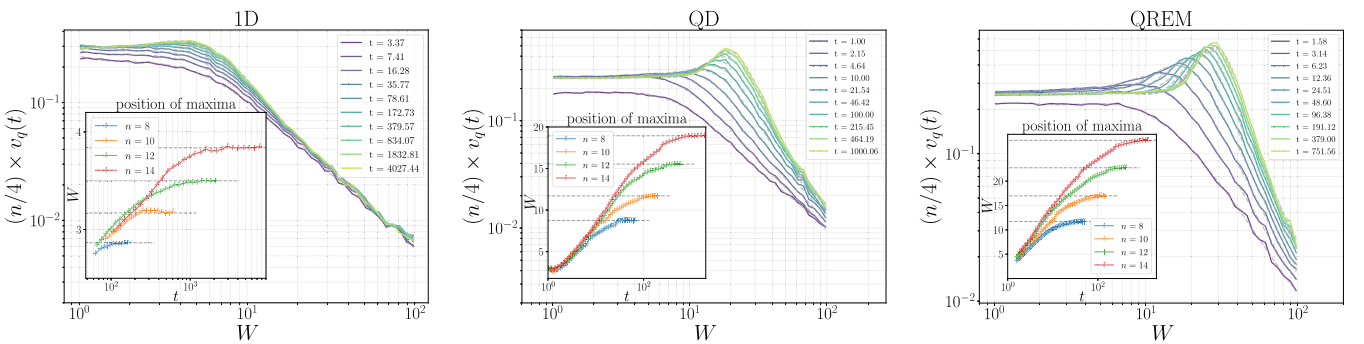 1D
(n/4) × v_q(t)
10^{-1}
10^{-2}
10^0
10^1
10^2
W
t = 3.37
t = 7.41
t = 16.28
t = 35.77
t = 78.61
t = 172.73
t = 379.57
t = 834.07
t = 1832.81
t = 4027.44
position of maxima
n = 8
n = 10
n = 12
n = 14
4
3
W
10^2
10^3
t
QD
(n/4) × v_q(t)
10^{-1}
10^{-2}
10^0
10^1
10^2
W
t = 1.00
t = 2.15
t = 4.64
t = 10.00
t = 21.54
t = 46.42
t = 100.00
t = 215.45
t = 464.19
t = 1000.06
position of maxima
n = 8
n = 10
n = 12
n = 14
20
15
10
5
W
10^0
10^2
t
QREM
(n/4) × v_q(t)
10^{-1}
10^{-2}
10^0
10^1
10^2
W
t = 1.58
t = 3.14
t = 6.23
t = 12.36
t = 24.51
t = 48.60
t = 96.38
t = 191.12
t = 379.00
t = 751.56
position of maxima
20
15
10
5
W
n = 8
n = 10
n = 12
n = 14
10^0
10^2
t